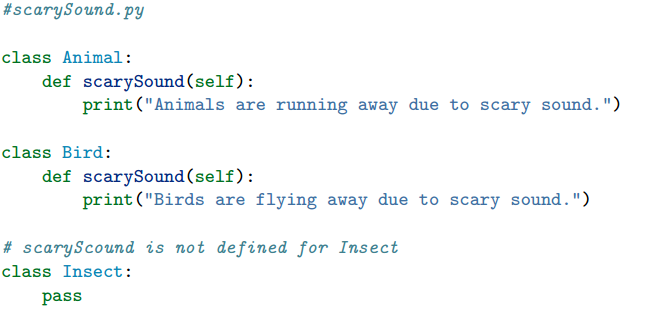 #scarySound.py
class Animal:
def scarySound(self):
print("Animals are running away due to scary sound.")
class Bird:
def scarySound(self):
print("Birds are flying away due to scary sound.")
# scaryScound is not defined for Insect
class Insect:
pass